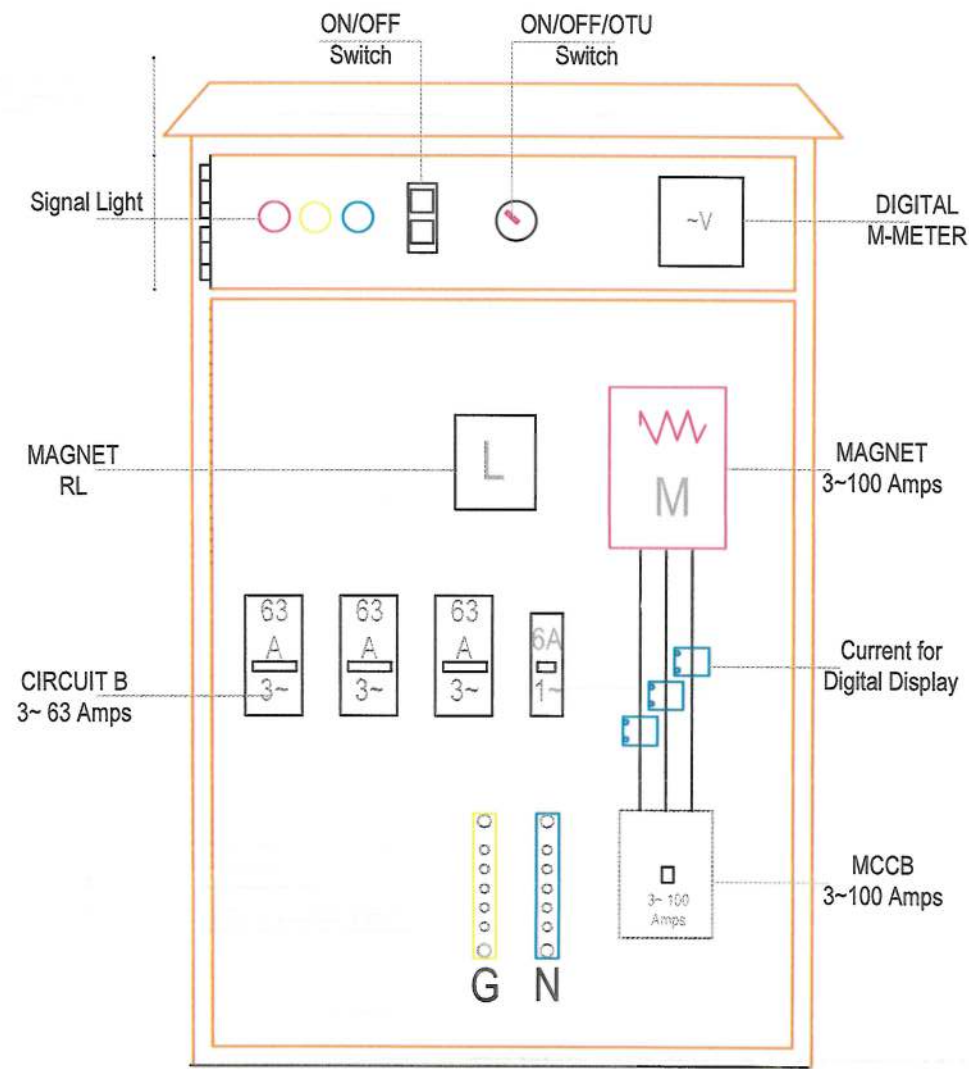 ON/OFF
Switch
ON/OFF/OTU
Switch
Signal Light
~V
DIGITAL
M-METER
MAGNET
RL
L
M
MAGNET
3~100 Amps
63
A
3~
63
A
3~
63
A
3~
6A
1~
CIRCUIT B
3~ 63 Amps
Current for
Digital Display
3~ 100
Amps
MCCB
3~100 Amps
G
N